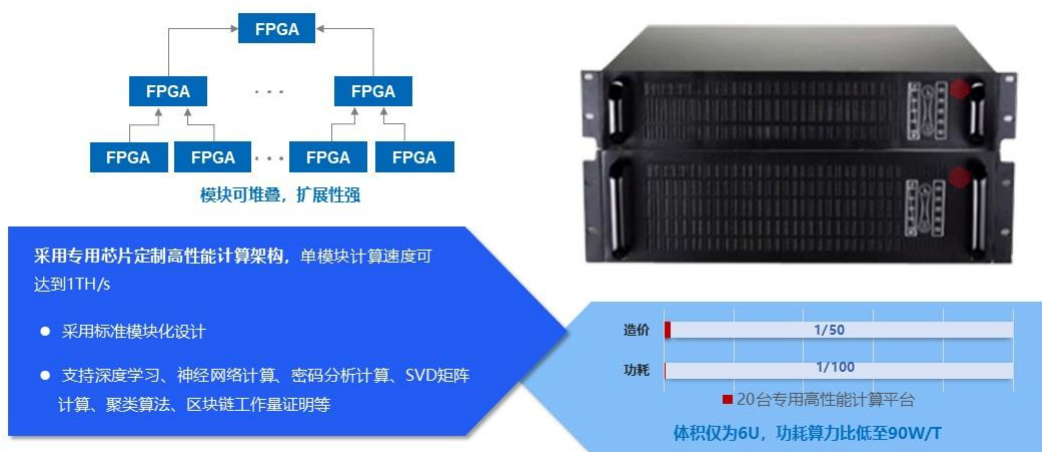 FPGA
FPGA ··· FPGA
FPGA FPGA ··· FPGA FPGA
模块可堆叠，扩展性强
采用专用芯片定制高性能计算架构，单模块计算速度可
达到1TH/s
● 采用标准模块化设计
● 支持深度学习、神经网络计算、密码分析计算、SVD矩阵
计算、聚类算法、区块链工作量证明等
造价 1/50
功耗 1/100
20台专用高性能计算平台
体积仅为6U，功耗算力比低至90W/T